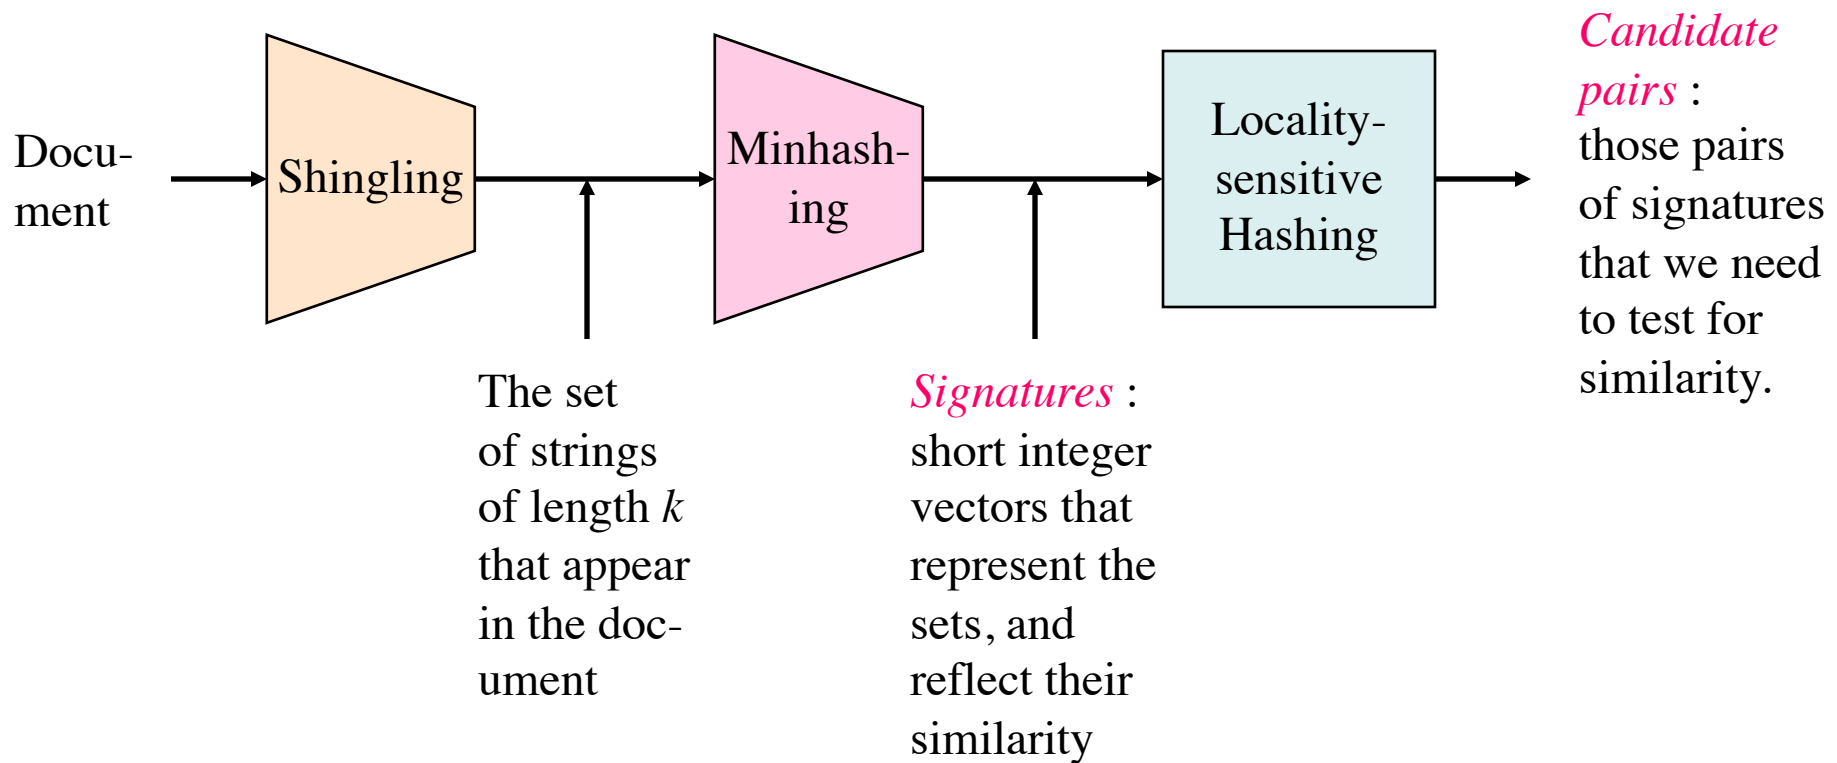 Docu-
ment
Shingling
The set
of strings
of length k
that appear
in the doc-
ument
Minhash-
ing
Signatures :
short integer
vectors that
represent the
sets, and
reflect their
similarity
Locality-
sensitive
Hashing
Candidate
pairs :
those pairs
of signatures
that we need
to test for
similarity.